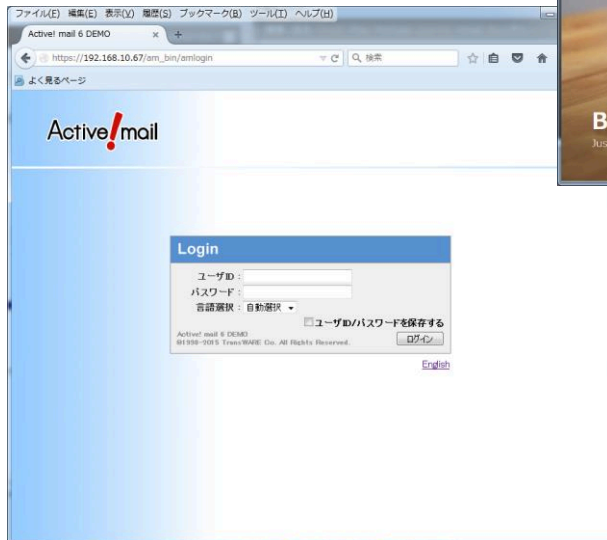 ファイル(F) 編集(E) 表示(V) 履歴(S) ブックマーク(B) ツール(T) ヘルプ(H)
Active! mail 6 DEMO × +
https://192.168.10.67/am_bin/amlogin 検索
よく見るページ
Active! mail
B
Jus
Login
ユーザID :
パスワード :
言語選択 : 自動選択
ユーザID/パスワードを保存する
Active! mail 6 DEMO
©1998-2015 TransWARE Co. All Rights Reserved.
ログイン
English